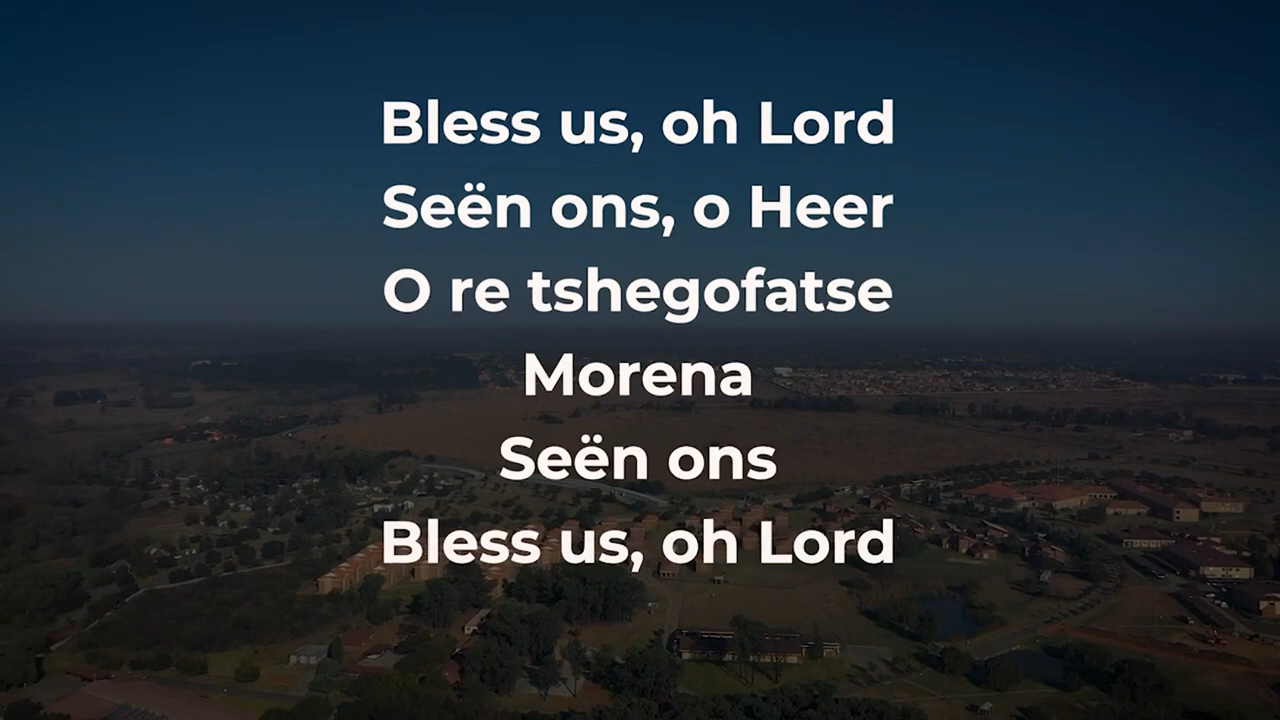 Bless us, oh Lord
Seën ons, o Heer
O re tshegofatse
Morena
Seën ons
Bless us, oh Lord